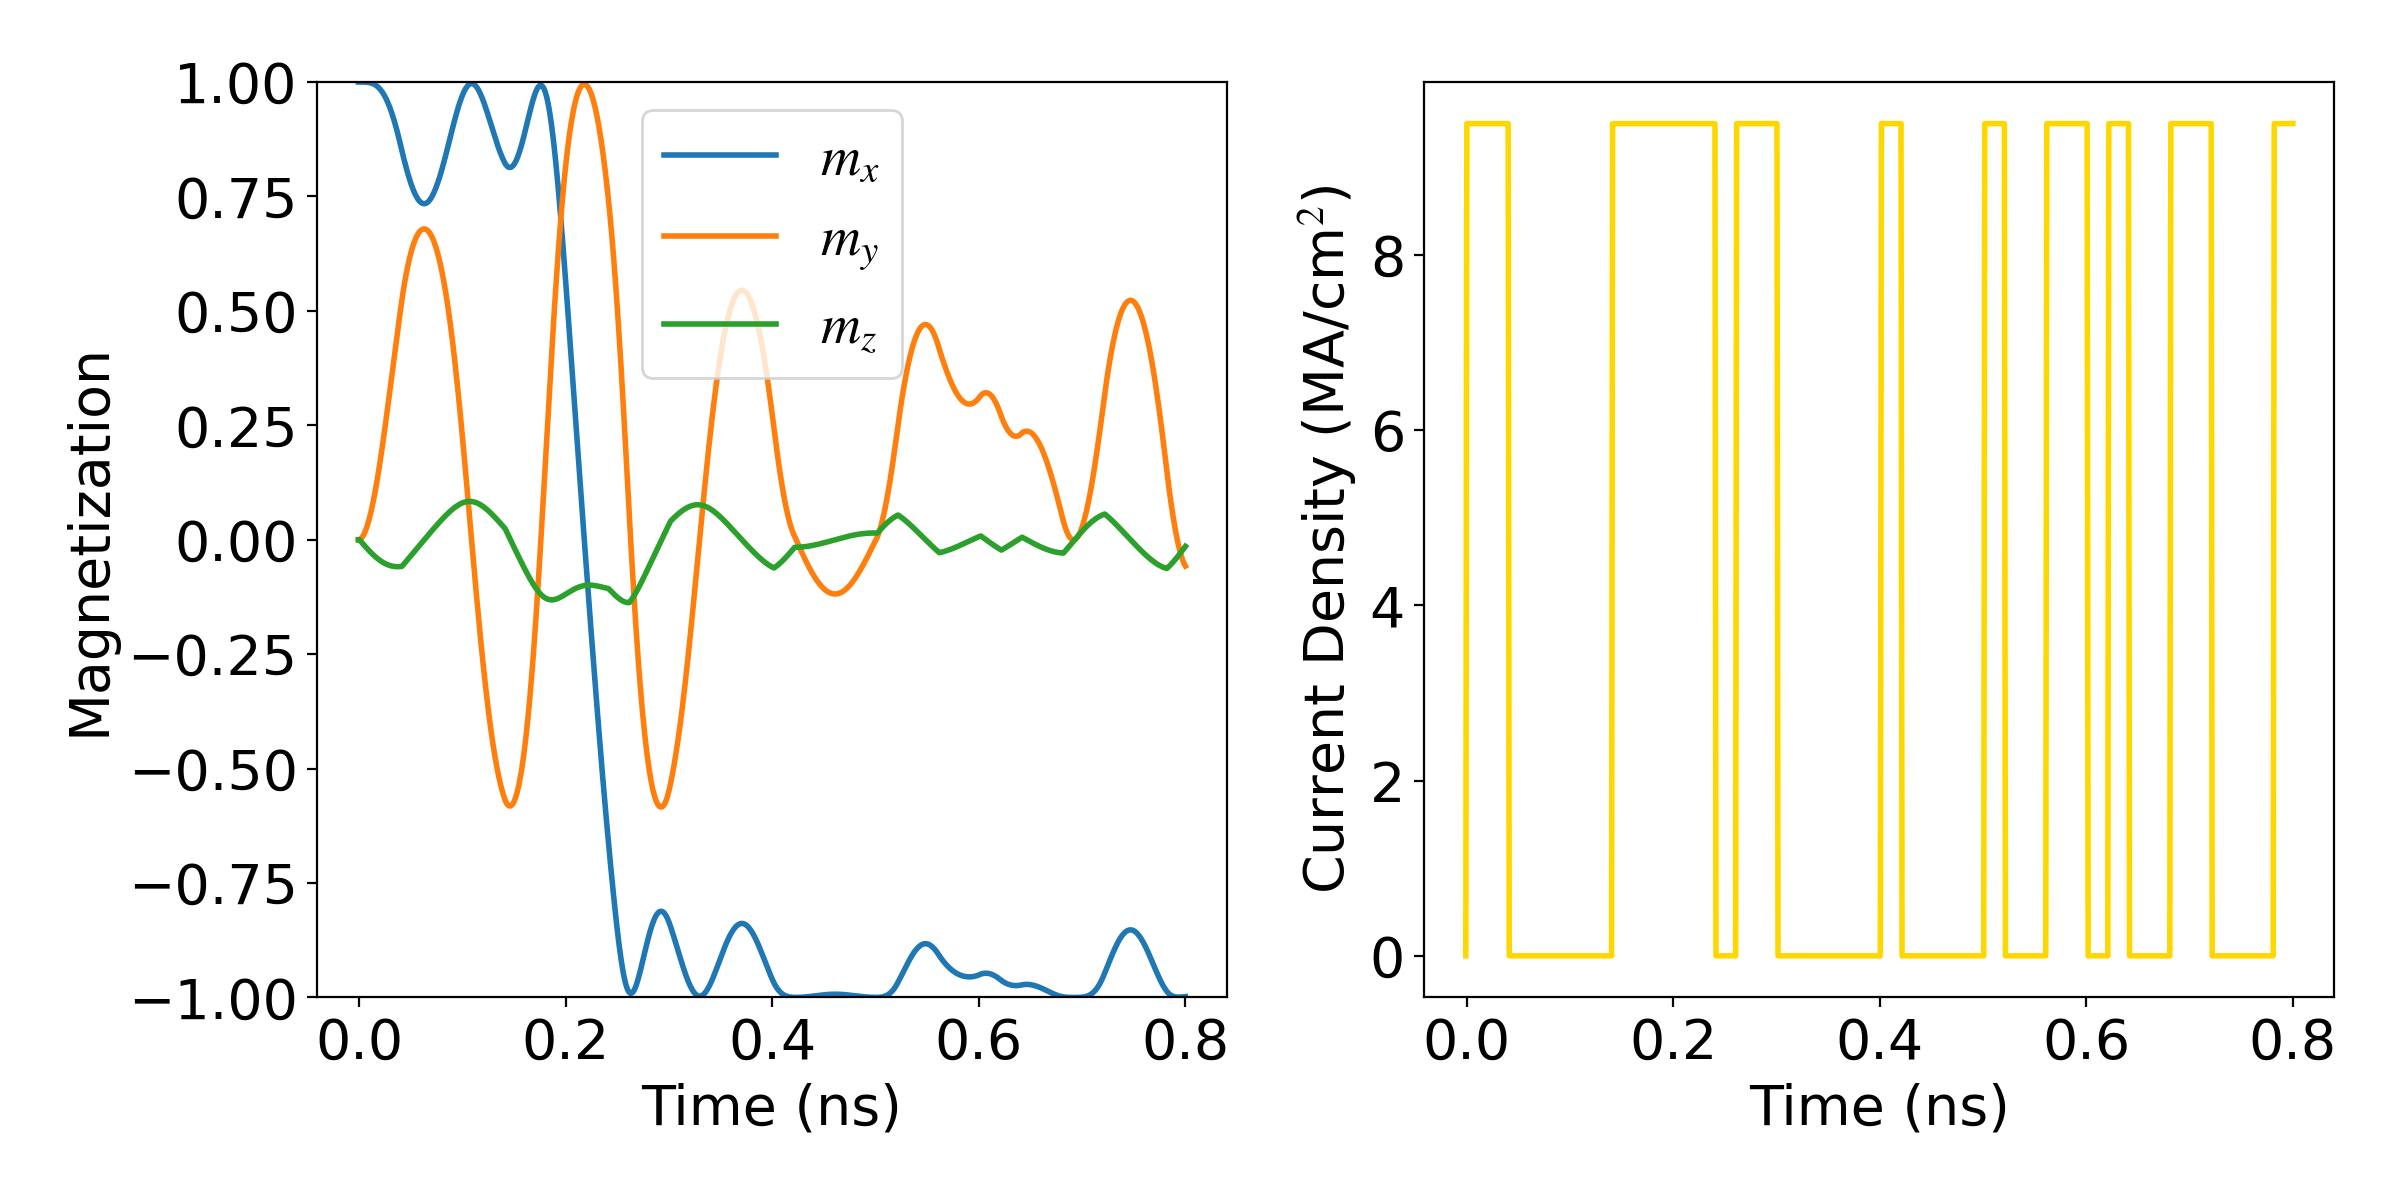 1.00
0.75
0.50
0.25
0.00
−0.25
−0.50
−0.75
−1.00
Magnetization
0.0 0.2 0.4 0.6 0.8
Time (ns)
m_x
m_y
m_z
8
6
4
2
0
Current Density (MA/cm²)
0.0 0.2 0.4 0.6 0.8
Time (ns)